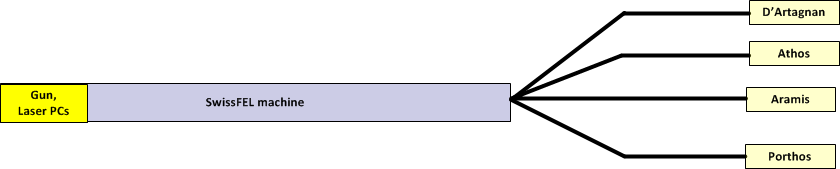 Gun,
Laser PCs
SwissFEL machine
D’Artagnan
Athos
Aramis
Porthos